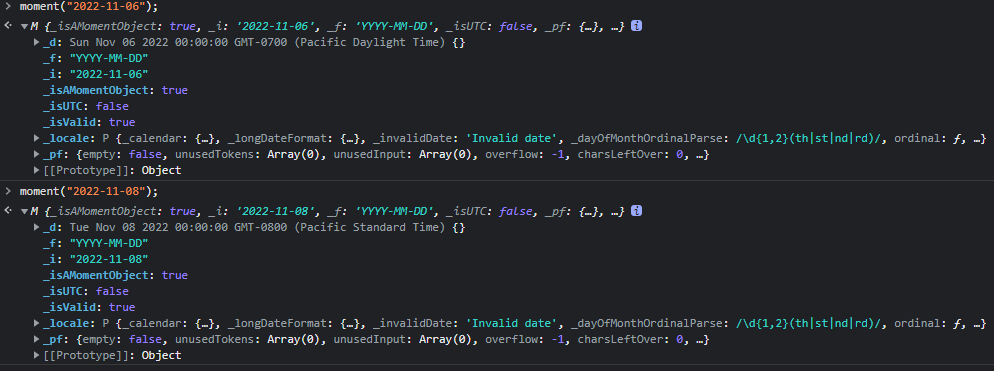 > moment("2022-11-06");
<· ▼ M {_isAMomentObject: true, _i: '2022-11-06', _f: 'YYYY-MM-DD', _isUTC: false, _pf: {…}, …} i
▶ _d: Sun Nov 06 2022 00:00:00 GMT-0700 (Pacific Daylight Time) {}
_f: "YYYY-MM-DD"
_i: "2022-11-06"
_isAMomentObject: true
_isUTC: false
_isValid: true
▶ _locale: P {_calendar: {…}, _longDateFormat: {…}, _invalidDate: 'Invalid date', _dayOfMonthOrdinalParse: /\d{1,2}(th|st|nd|rd)/, ordinal: ƒ, …}
▶ _pf: {empty: false, unusedTokens: Array(0), unusedInput: Array(0), overflow: -1, charsLeftOver: 0, …}
▶ [[Prototype]]: Object
> moment("2022-11-08");
<· ▼ M {_isAMomentObject: true, _i: '2022-11-08', _f: 'YYYY-MM-DD', _isUTC: false, _pf: {…}, …} i
▶ _d: Tue Nov 08 2022 00:00:00 GMT-0800 (Pacific Standard Time) {}
_f: "YYYY-MM-DD"
_i: "2022-11-08"
_isAMomentObject: true
_isUTC: false
_isValid: true
▶ _locale: P {_calendar: {…}, _longDateFormat: {…}, _invalidDate: 'Invalid date', _dayOfMonthOrdinalParse: /\d{1,2}(th|st|nd|rd)/, ordinal: ƒ, …}
▶ _pf: {empty: false, unusedTokens: Array(0), unusedInput: Array(0), overflow: -1, charsLeftOver: 0, …}
▶ [[Prototype]]: Object